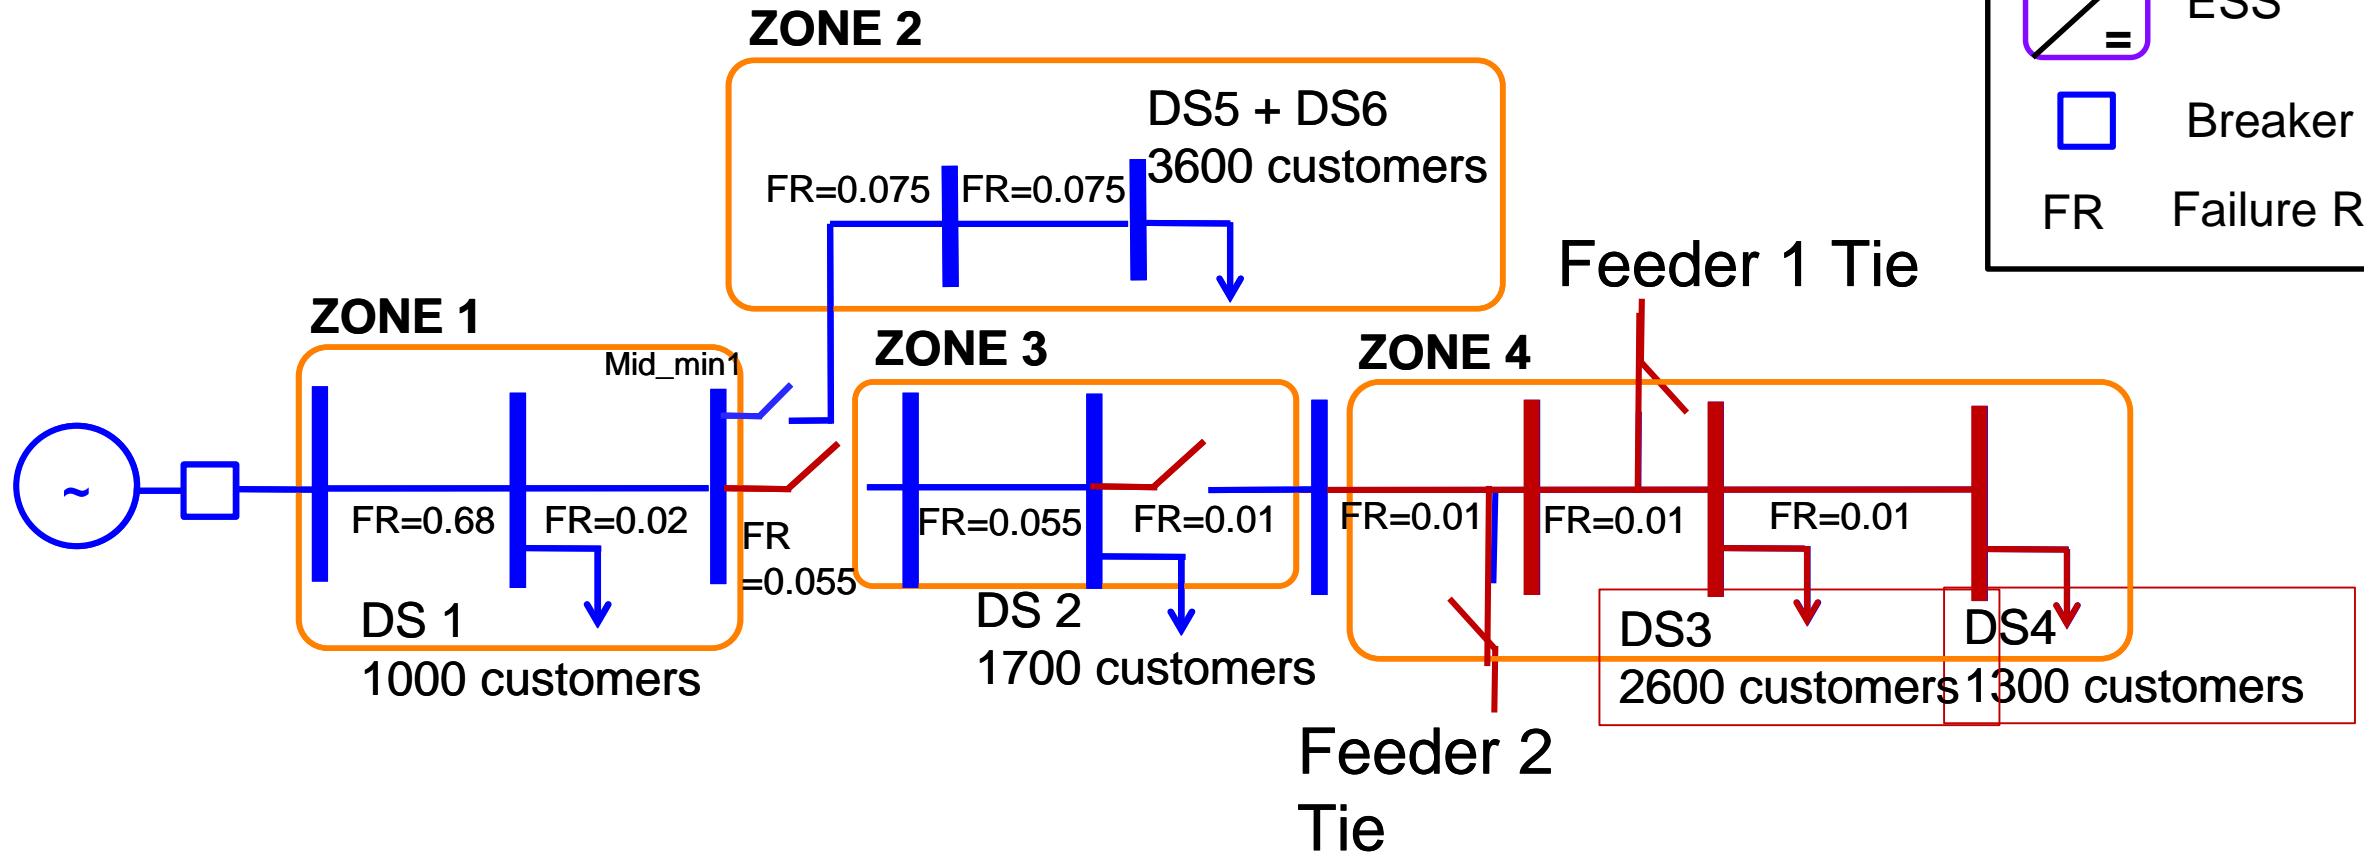 ZONE 2
ESS
DS5 + DS6
3600 customers
Breaker
FR=0.075
FR=0.075
FR
Failure R
Feeder 1 Tie
ZONE 1
Mid_min1
ZONE 3
ZONE 4
~
=
FR=0.68
FR=0.02
FR
=0.055
FR=0.055
FR=0.01
FR=0.01
FR=0.01
FR=0.01
DS 1
1000 customers
DS 2
1700 customers
DS3
2600 customers
DS4
1300 customers
Feeder 2
Tie